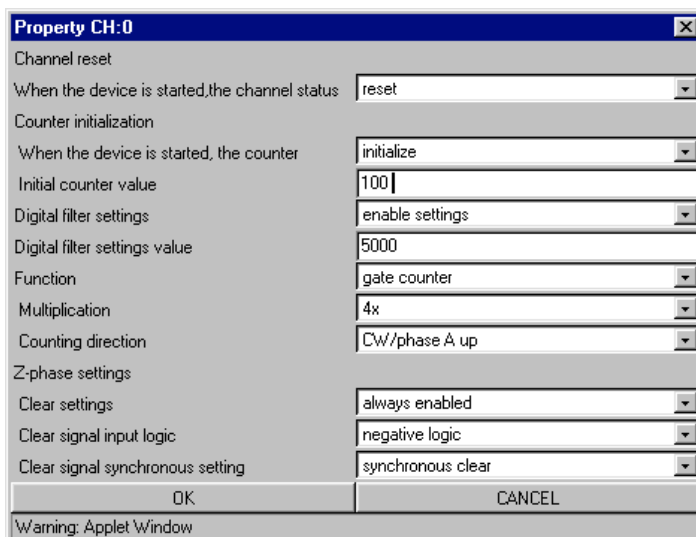 Property CH:0
Channel reset
When the device is started,the channel status reset
Counter initialization
When the device is started, the counter initialize
Initial counter value 100
Digital filter settings enable settings
Digital filter settings value 5000
Function gate counter
Multiplication 4x
Counting direction CW/phase A up
Z-phase settings
Clear settings always enabled
Clear signal input logic negative logic
Clear signal synchronous setting synchronous clear
OK CANCEL
Warning: Applet Window